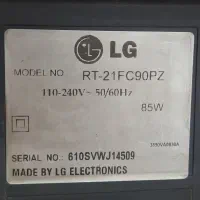 LG
MODEL NO. RT-21FC90PZ
110-240V~ 50/60Hz
85W
SERIAL NO.: 610SVWJ14509
MADE BY LG ELECTRONICS